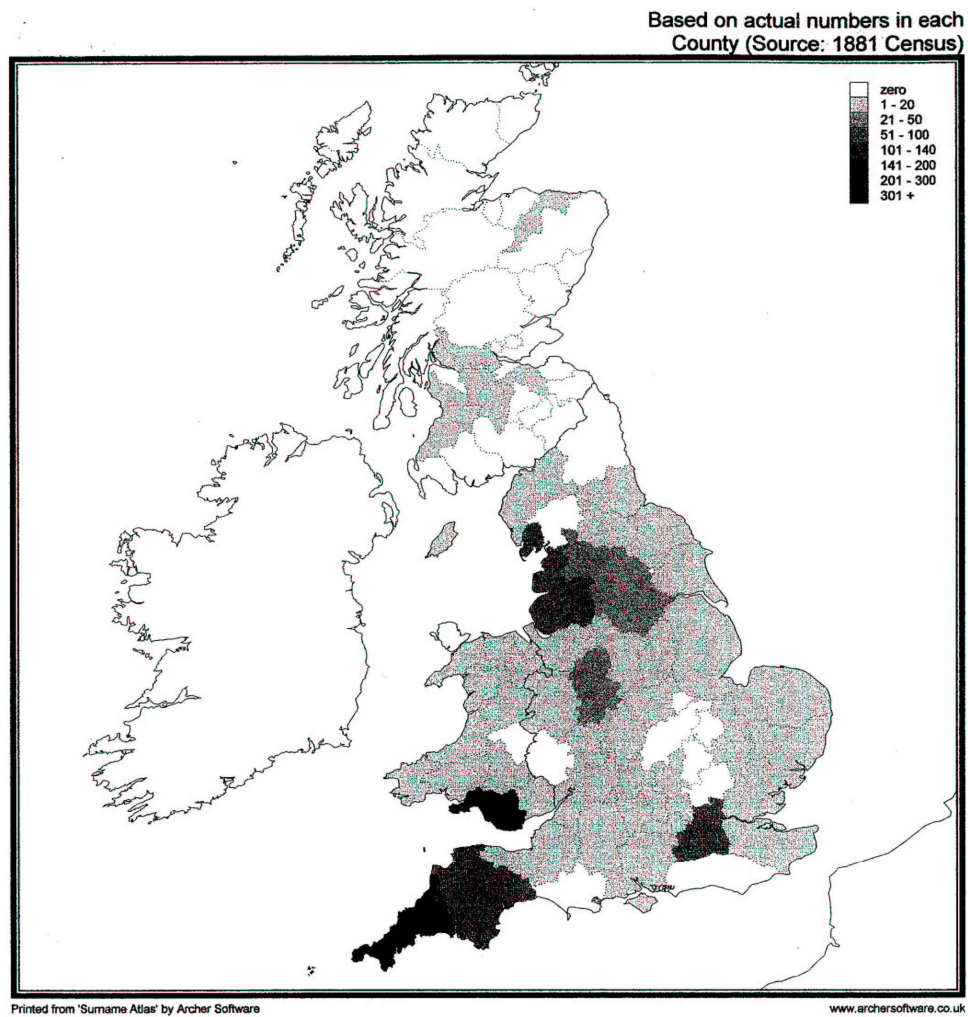 Based on actual numbers in each
County (Source: 1881 Census)
zero
1 - 20
21 - 50
51 - 100
101 - 140
141 - 200
201 - 300
301 +
Printed from 'Surname Atlas' by Archer Software
www.archersoftware.co.uk